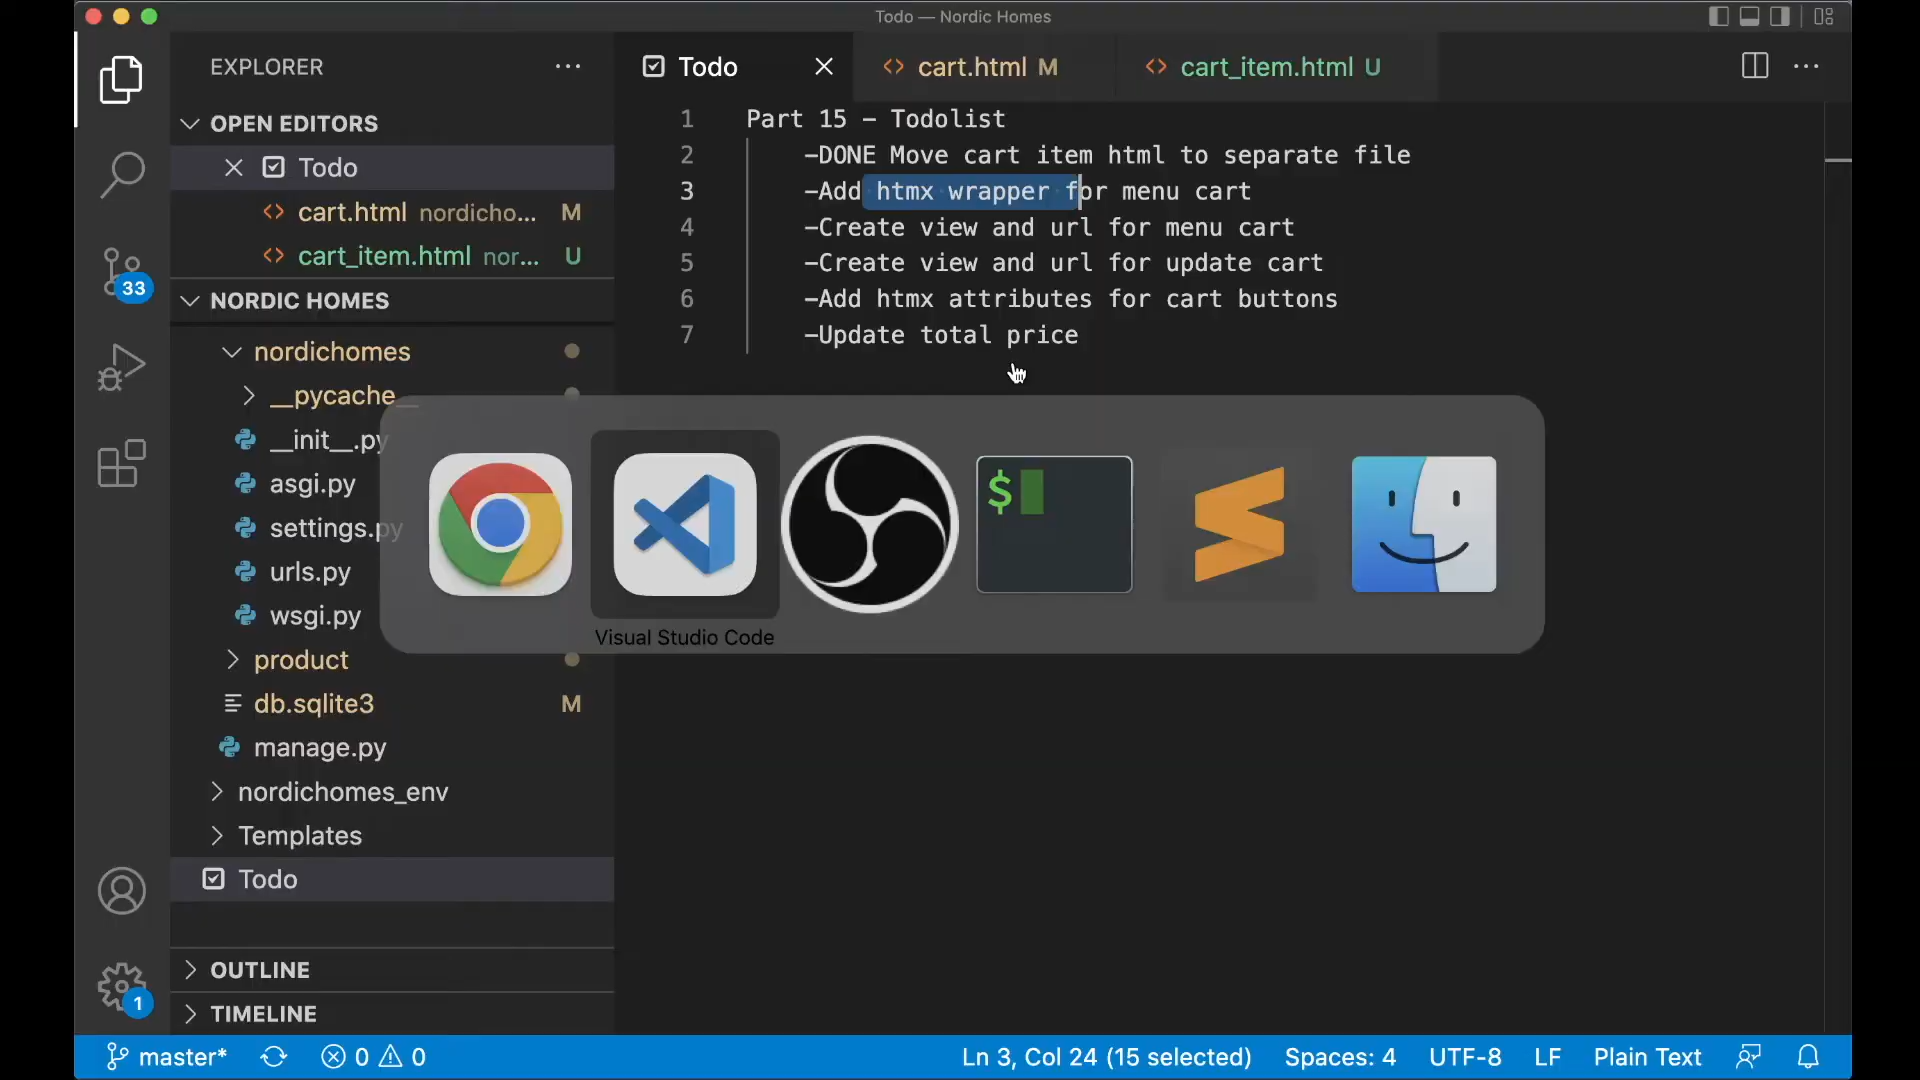 Todo — Nordic Homes
EXPLORER
Todo
cart.html M
cart_item.html U
OPEN EDITORS
Todo
cart.html nordicho... M
cart_item.html nor... U
33
NORDIC HOMES
nordichomes
__pycache__
__init__.py
asgi.py
settings.py
urls.py
wsgi.py
product
db.sqlite3 M
manage.py
nordichomes_env
Templates
Todo
OUTLINE
TIMELINE
1
1 Part 15 – Todolist
2 –DONE Move cart item html to separate file
3 –Add htmx wrapper for menu cart
4 –Create view and url for menu cart
5 –Create view and url for update cart
6 –Add htmx attributes for cart buttons
7 –Update total price
$
Visual Studio Code
master* 0 0 Ln 3, Col 24 (15 selected) Spaces: 4 UTF-8 LF Plain Text